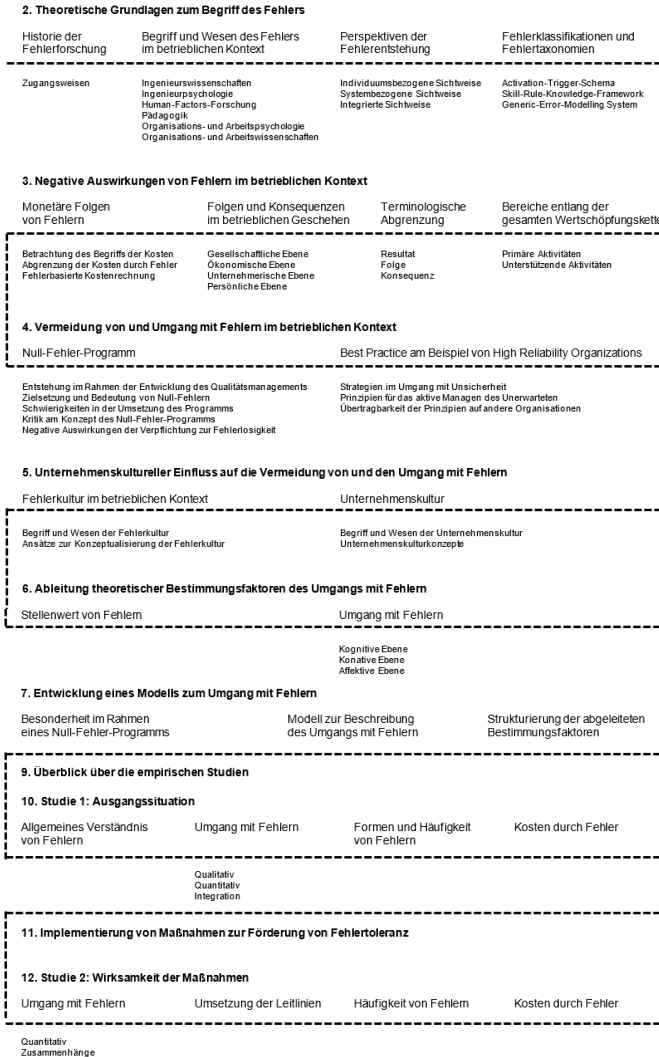 2. Theoretische Grundlagen zum Begriff des Fehlers
Historie der Fehlerforschung
Begriff und Wesen des Fehlers im betrieblichen Kontext
Perspektiven der Fehlerentstehung
Fehlerklassifikationen und Fehlertaxonomien
Zugangsweisen
Ingenieurswissenschaften
Ingenieurpsychologie
Human-Factors-Forschung
Pädagogik
Organisations- und Arbeitspsychologie
Organisations- und Arbeitswissenschaften
Individuumsbezogene Sichtweise
Systembezogene Sichtweise
Integrierte Sichtweise
Activation-Trigger-Schema
Skill-Rule-Knowledge-Framework
Generic-Error-Modelling System
3. Negative Auswirkungen von Fehlern im betrieblichen Kontext
Monetäre Folgen
von Fehlern
Folgen und Konsequenzen
im betrieblichen Geschehen
Terminologische
Abgrenzung
Bereiche entlang der
gesamten Wertschöpfungskette
Betrachtung des Begriffs der Kosten
Abgrenzung der Kosten durch Fehler
Fehlerbasierte Kostenrechnung
Gesellschaftliche Ebene
Ökonomische Ebene
Unternehmerische Ebene
Persönliche Ebene
Resultat
Folge
Konsequenz
Primäre Aktivitäten
Unterstützende Aktivitäten
4. Vermeidung von und Umgang mit Fehlern im betrieblichen Kontext
Null-Fehler-Programm
Best Practice am Beispiel von High Reliability Organizations
Entstehung im Rahmen der Entwicklung des Qualitätsmanagements
Zielsetzung und Bedeutung von Null-Fehlern
Schwierigkeiten in der Umsetzung des Programms
Kritik am Konzept des Null-Fehler-Programms
Negative Auswirkungen der Verpflichtung zur Fehlerlosigkeit
Strategien im Umgang mit Unsicherheit
Prinzipien für das aktive Managen des Unerwarteten
Übertragbarkeit der Prinzipien auf andere Organisationen
5. Unternehmenskultureller Einfluss auf die Vermeidung von und den Umgang mit Fehlern
Fehlerkultur im betrieblichen Kontext
Unternehmenskultur
Begriff und Wesen der Fehlerkultur
Ansätze zur Konzeptualisierung der Fehlerkultur
Begriff und Wesen der Unternehmenskultur
Unternehmenskulturkonzepte
6. Ableitung theoretischer Bestimmungsfaktoren des Umgangs mit Fehlern
Stellenwert von Fehlern
Umgang mit Fehlern
Kognitive Ebene
Konative Ebene
Affektive Ebene
7. Entwicklung eines Modells zum Umgang mit Fehlern
Besonderheit im Rahmen
eines Null-Fehler-Programms
Modell zur Beschreibung
des Umgangs mit Fehlern
Strukturierung der abgeleiteten
Bestimmungsfaktoren
9. Überblick über die empirischen Studien
10. Studie 1: Ausgangssituation
Allgemeines Verständnis
von Fehlern
Umgang mit Fehlern
Formen und Häufigkeit
von Fehlern
Kosten durch Fehler
Qualitativ
Quantitativ
Integration
11. Implementierung von Maßnahmen zur Förderung von Fehlertoleranz
12. Studie 2: Wirksamkeit der Maßnahmen
Umgang mit Fehlern
Umsetzung der Leitlinien
Häufigkeit von Fehlern
Kosten durch Fehler
Quantitativ
Zusammenhänge